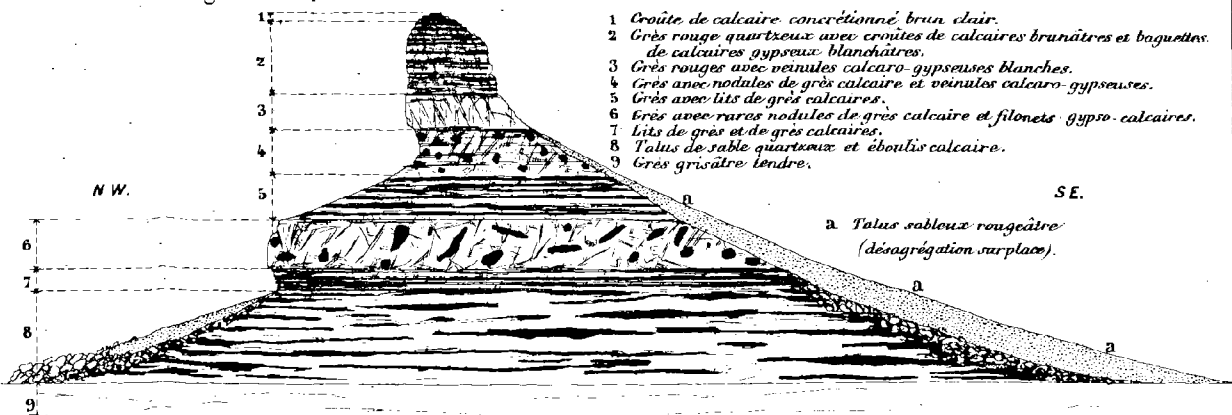 1 Croûte de calcaire concrétionné brun clair.
2 Grès rouge quartzeux avec croûtes de calcaires brunâtres et baguettes
de calcaires gypseux blanchâtres.
3 Grès rouges avec veinules calcaro-gypseuses blanches.
4 Grès avec nodules de grès calcaire et veinules calcaro-gypseuses.
5 Grès avec lits de grès calcaires.
6 Grès avec rares nodules de grès calcaire et filonets gypso-calcaires.
7 Lits de grès et de grès calcaires.
8 Talus de sable quartzeux et éboulis calcaire.
9 Grès grisâtre tendre.
NW.
SE.
a Talus sableux rougeâtre
(désagrégation sur place).
1
2
3
4
5
6
7
8
9
a
a
a